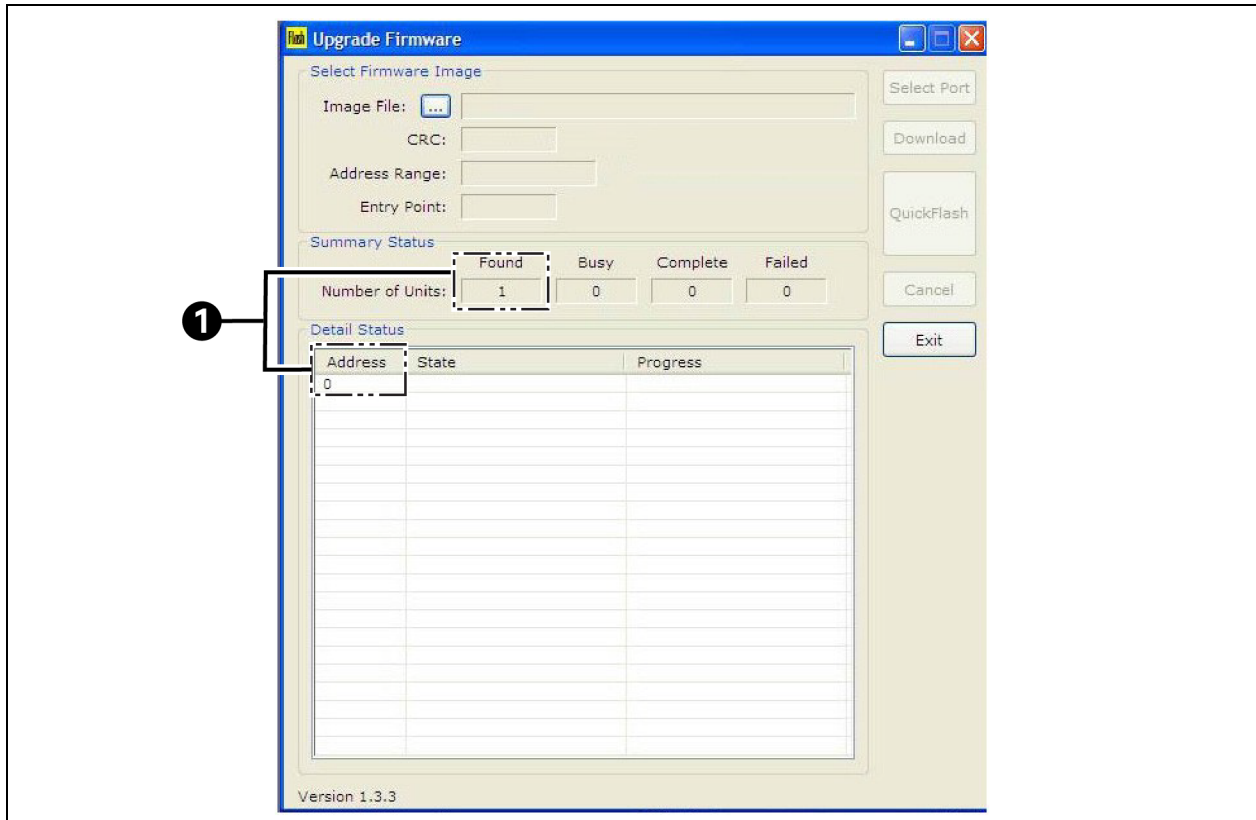 Flash Upgrade Firmware
Select Firmware Image
Image File: ...
CRC:
Address Range:
Entry Point:
Select Port
Download
QuickFlash
Cancel
Exit
Summary Status
Found Busy Complete Failed
Number of Units: 1 0 0 0
1
Detail Status
Address State Progress
0
Version 1.3.3